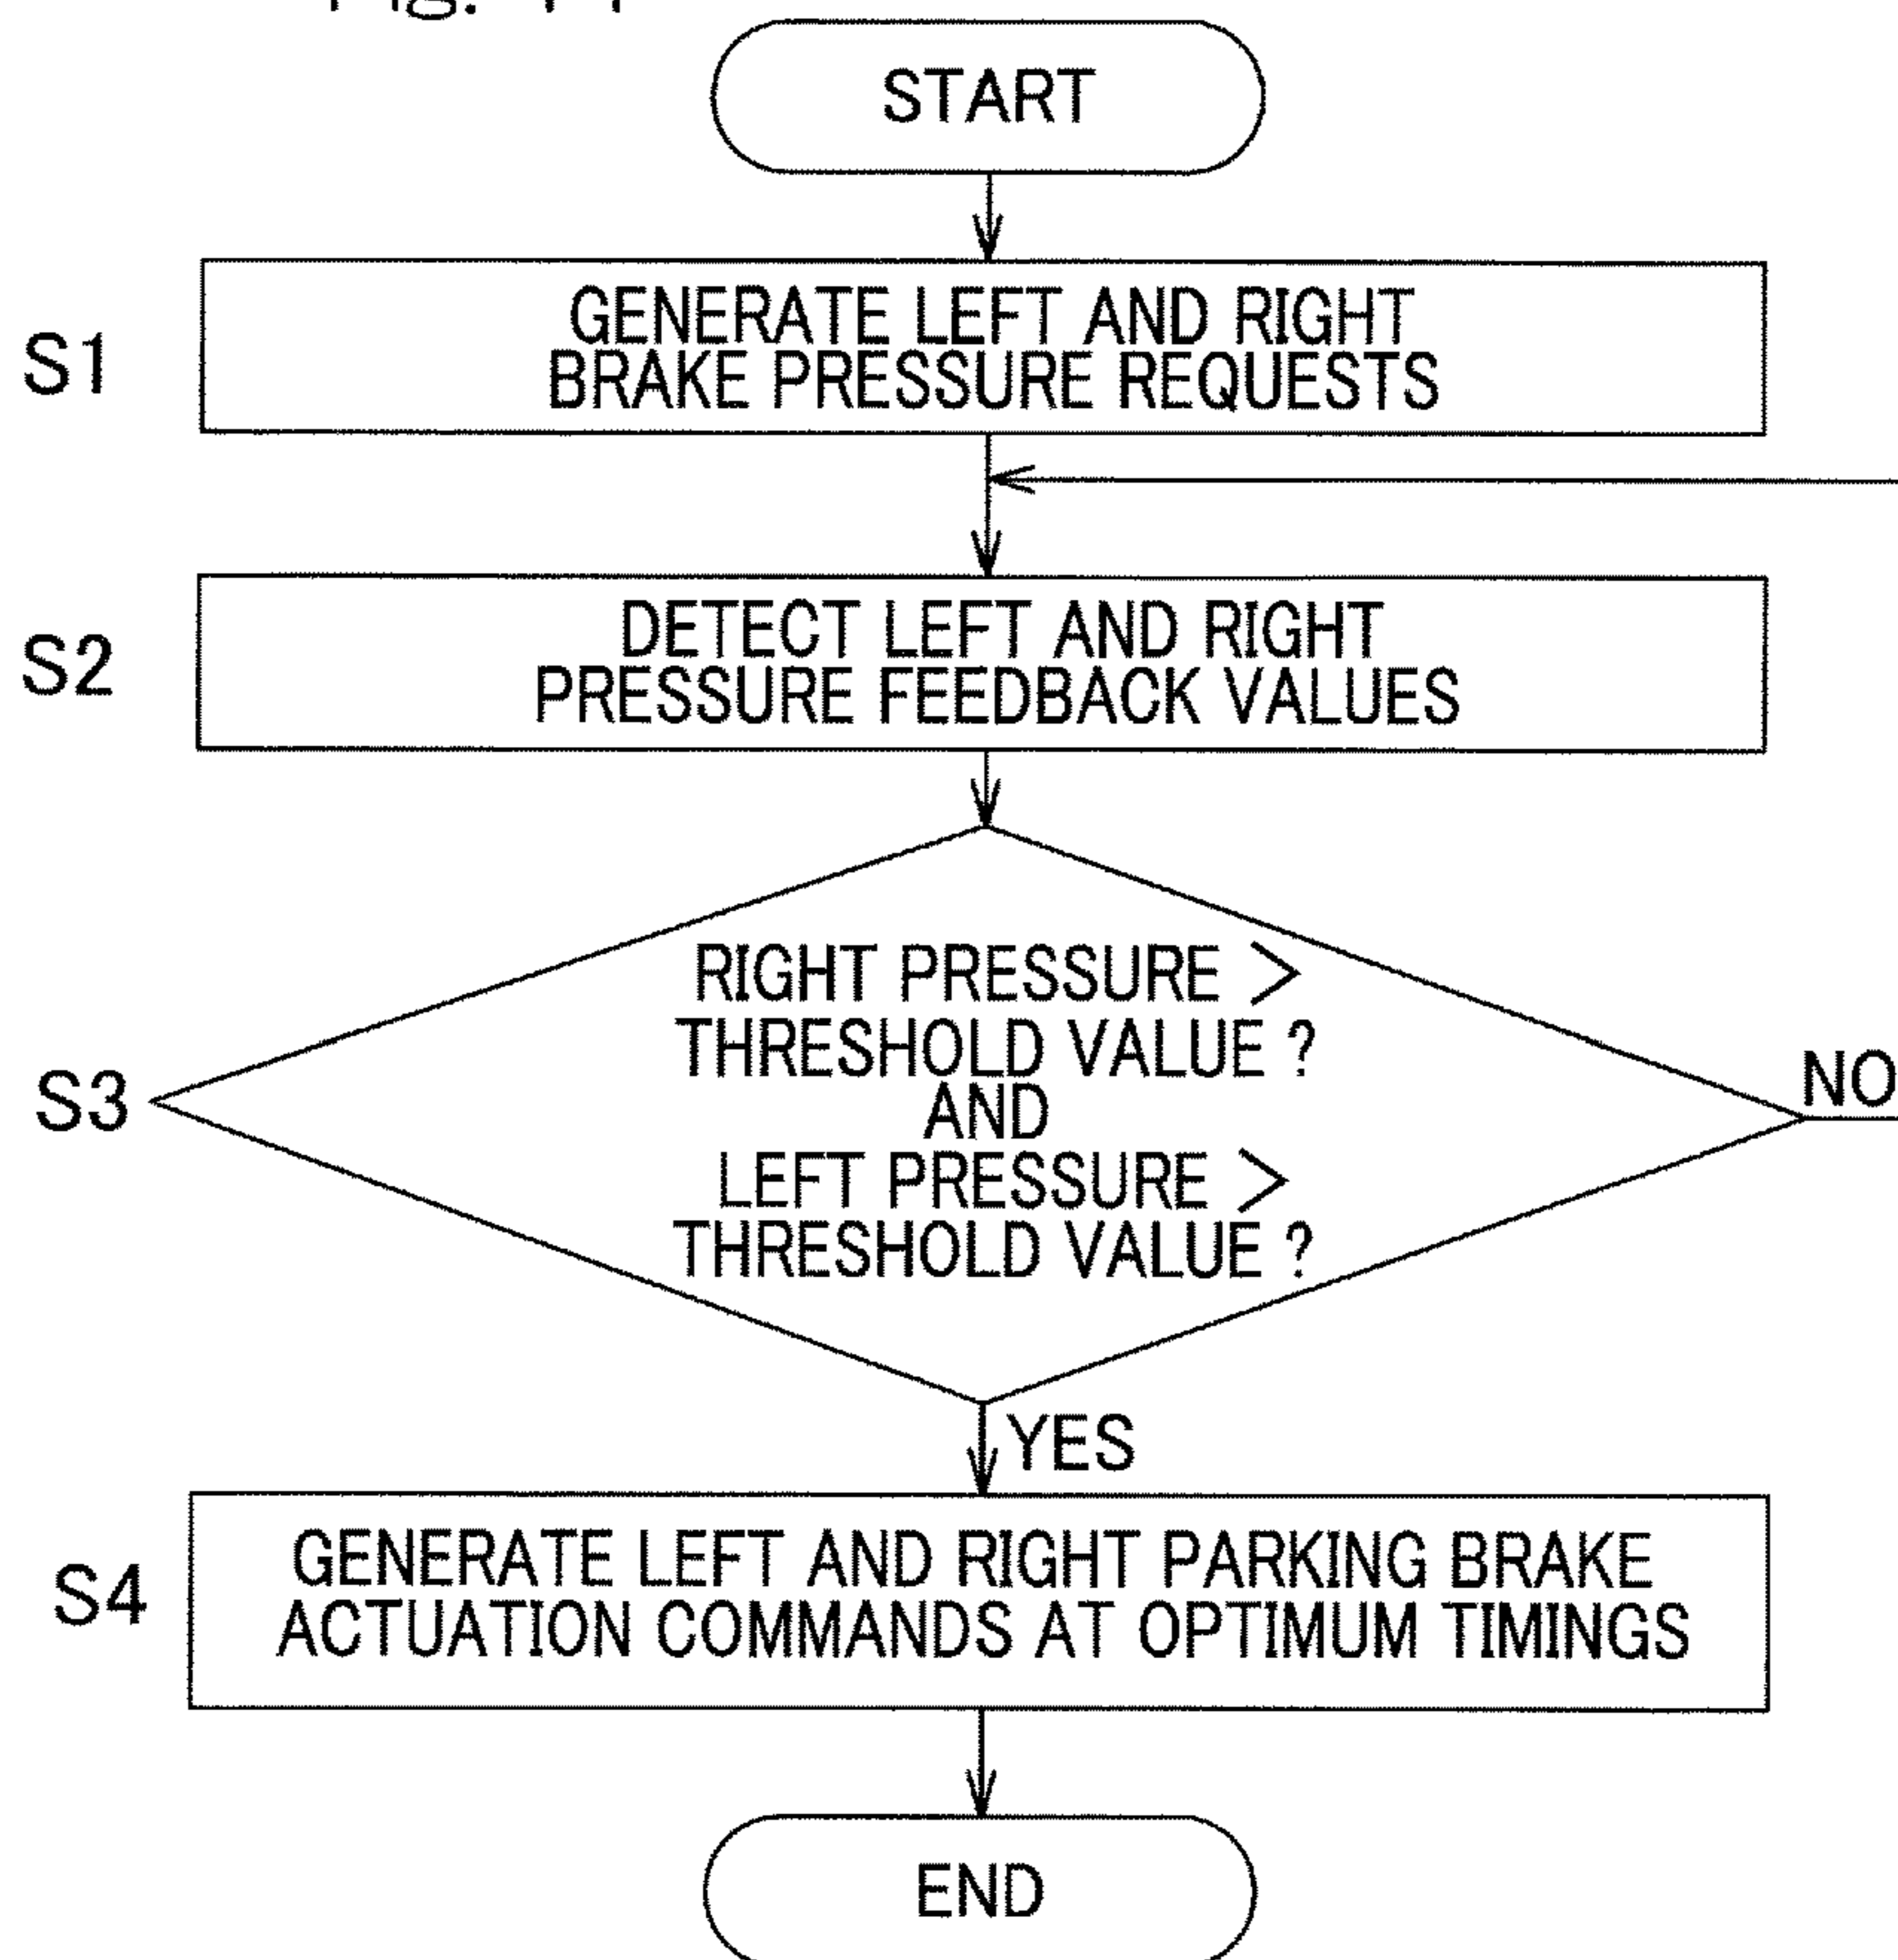 START
S1
GENERATE LEFT AND RIGHT
BRAKE PRESSURE REQUESTS
S2
DETECT LEFT AND RIGHT
PRESSURE FEEDBACK VALUES
S3
RIGHT PRESSURE >
THRESHOLD VALUE ?
AND
LEFT PRESSURE >
THRESHOLD VALUE ?
NO
YES
S4
GENERATE LEFT AND RIGHT PARKING BRAKE
ACTUATION COMMANDS AT OPTIMUM TIMINGS
END